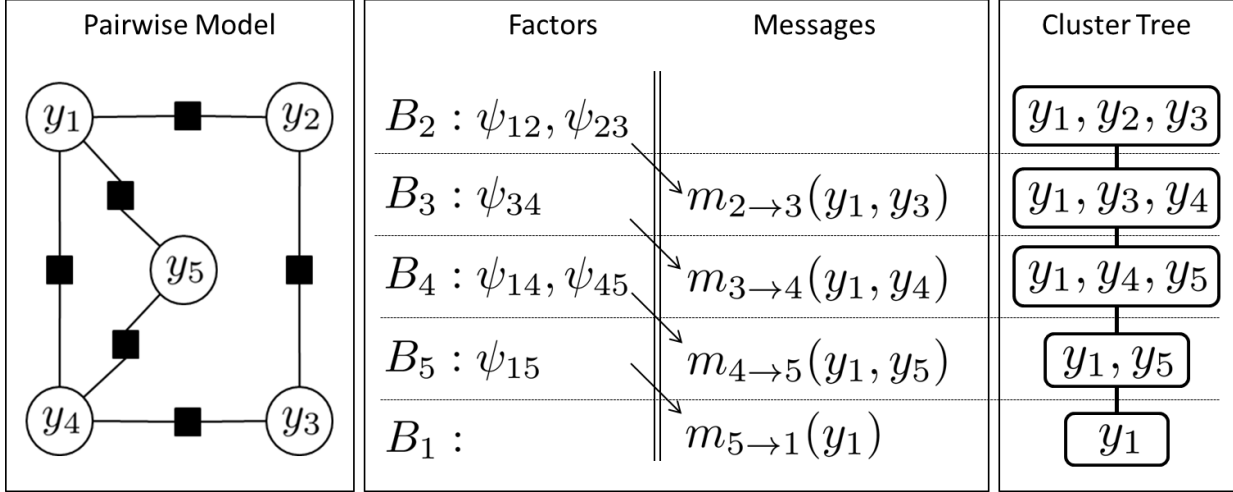 Pairwise Model
y₁
y₂
y₅
y₄
y₃
Factors
Messages
B₂ : ψ₁₂, ψ₂₃
B₃ : ψ₃₄
m₂→₃(y₁, y₃)
B₄ : ψ₁₄, ψ₄₅
m₃→₄(y₁, y₄)
B₅ : ψ₁₅
m₄→₅(y₁, y₅)
B₁ :
m₅→₁(y₁)
Cluster Tree
y₁, y₂, y₃
y₁, y₃, y₄
y₁, y₄, y₅
y₁, y₅
y₁